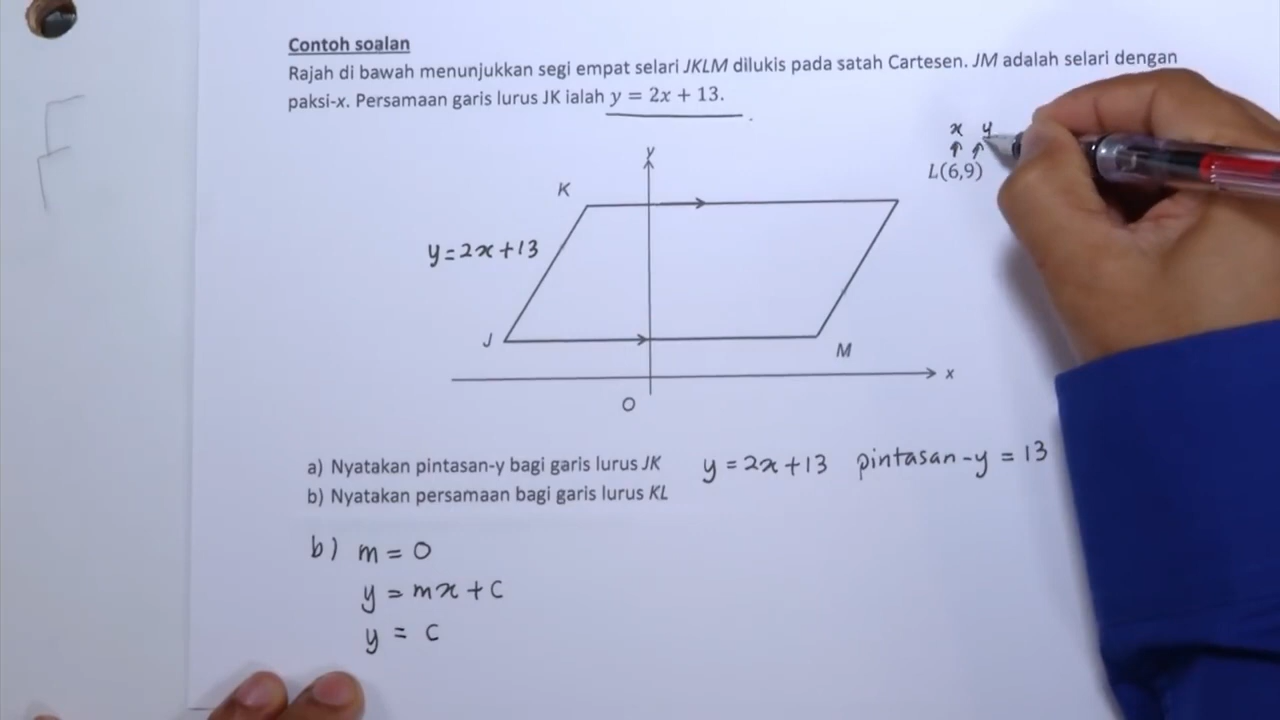 Contoh soalan
Rajah di bawah menunjukkan segi empat selari JKLM dilukis pada satah Cartesen. JM adalah selari dengan
paksi-x. Persamaan garis lurus JK ialah y = 2x + 13.
x y
L(6,9)
y
K
y = 2x + 13
J
M
x
O
a) Nyatakan pintasan-y bagi garis lurus JK y = 2x + 13 pintasan-y = 13
b) Nyatakan persamaan bagi garis lurus KL
b) m = 0
y = mx + c
y = c